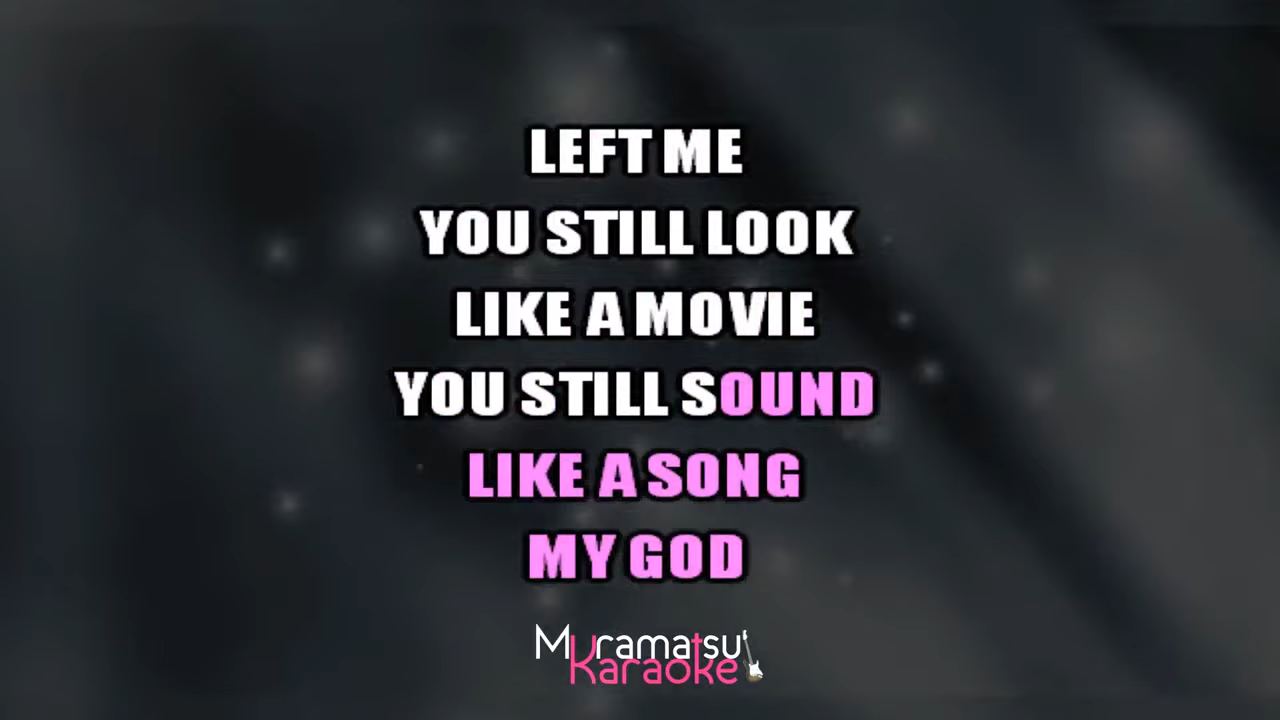 LEFT ME
YOU STILL LOOK
LIKE A MOVIE
YOU STILL SOUND
LIKE A SONG
MY GOD
Muramatsu
Karaoke